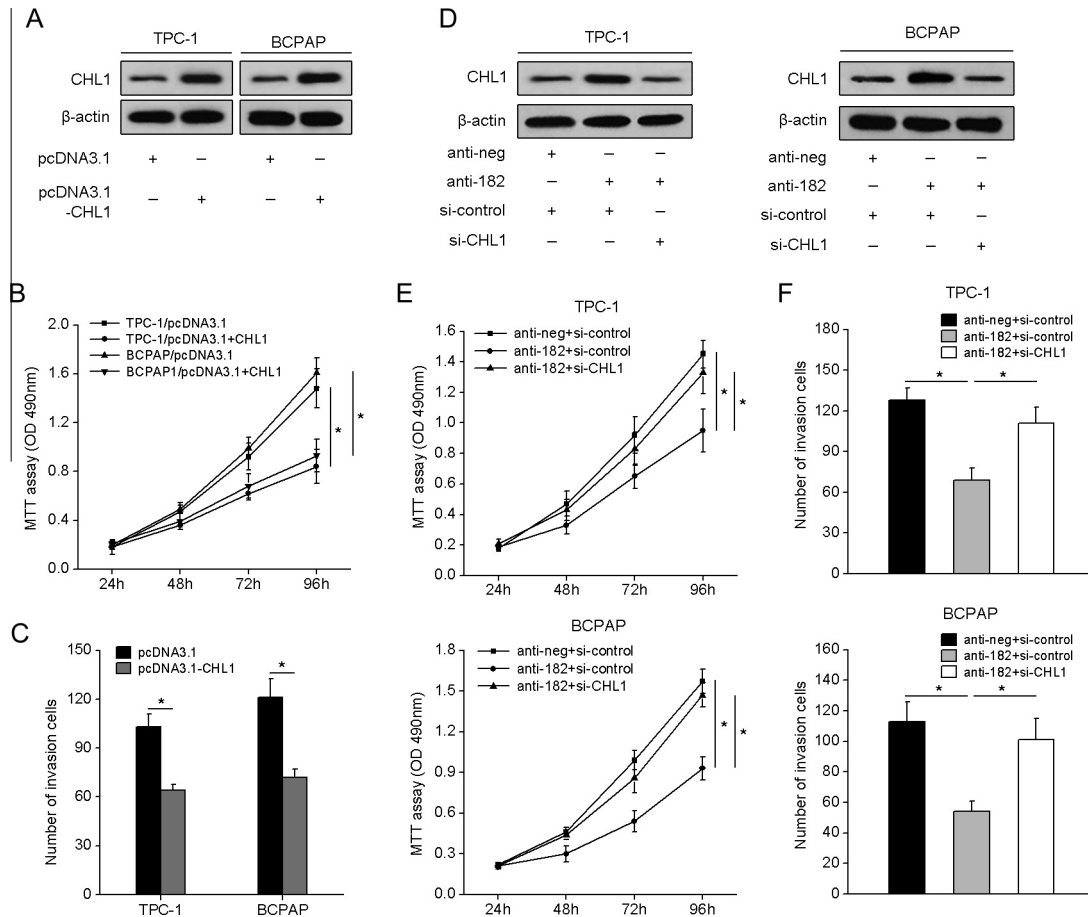 A
TPC-1
BCPAP
CHL1
β-actin
pcDNA3.1 + – + –
pcDNA3.1
-CHL1
– + – +
D
TPC-1
CHL1
β-actin
anti-neg + – –
anti-182 – + +
si-control + + –
si-CHL1 – – +
BCPAP
CHL1
β-actin
anti-neg + – –
anti-182 – + +
si-control + + –
si-CHL1 – – +
B
TPC-1/pcDNA3.1
TPC-1/pcDNA3.1+CHL1
BCPAP/pcDNA3.1
BCPAP1/pcDNA3.1+CHL1
MTT assay (OD 490nm)
2.0
1.6
1.2
0.8
0.4
0.0
* *
24h 48h 72h 96h
C
pcDNA3.1
pcDNA3.1-CHL1
Number of invasion cells
150
120
90
60
30
0
* *
TPC-1 BCPAP
E
TPC-1
anti-neg+si-control
anti-182+si-control
anti-182+si-CHL1
MTT assay (OD 490nm)
1.6
1.4
1.2
1.0
0.8
0.6
0.4
0.2
0.0
* *
24h 48h 72h 96h
BCPAP
anti-neg+si-control
anti-182+si-control
anti-182+si-CHL1
MTT assay (OD 490nm)
1.8
1.5
1.2
0.9
0.6
0.3
0.0
* *
24h 48h 72h 96h
F
TPC-1
anti-neg+si-control
anti-182+si-control
anti-182+si-CHL1
Number of invasion cells
180
150
120
90
60
30
0
* *
BCPAP
anti-neg+si-control
anti-182+si-control
anti-182+si-CHL1
Number of invasion cells
160
140
120
100
80
60
40
20
0
* *